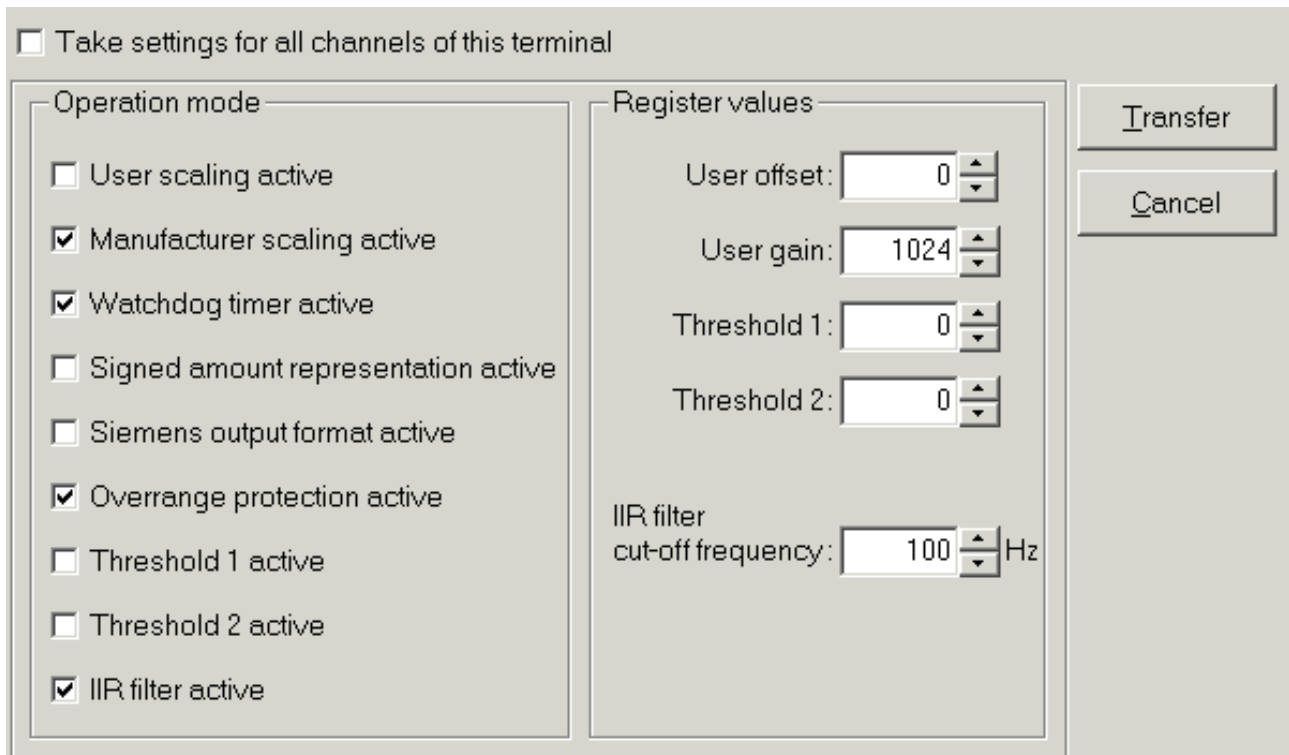 Take settings for all channels of this terminal
Operation mode
User scaling active
Manufacturer scaling active
Watchdog timer active
Signed amount representation active
Siemens output format active
Overrange protection active
Threshold 1 active
Threshold 2 active
IIR filter active
Register values
User offset: 0
User gain: 1024
Threshold 1: 0
Threshold 2: 0
IIR filter
cut-off frequency: 100 Hz
Transfer
Cancel